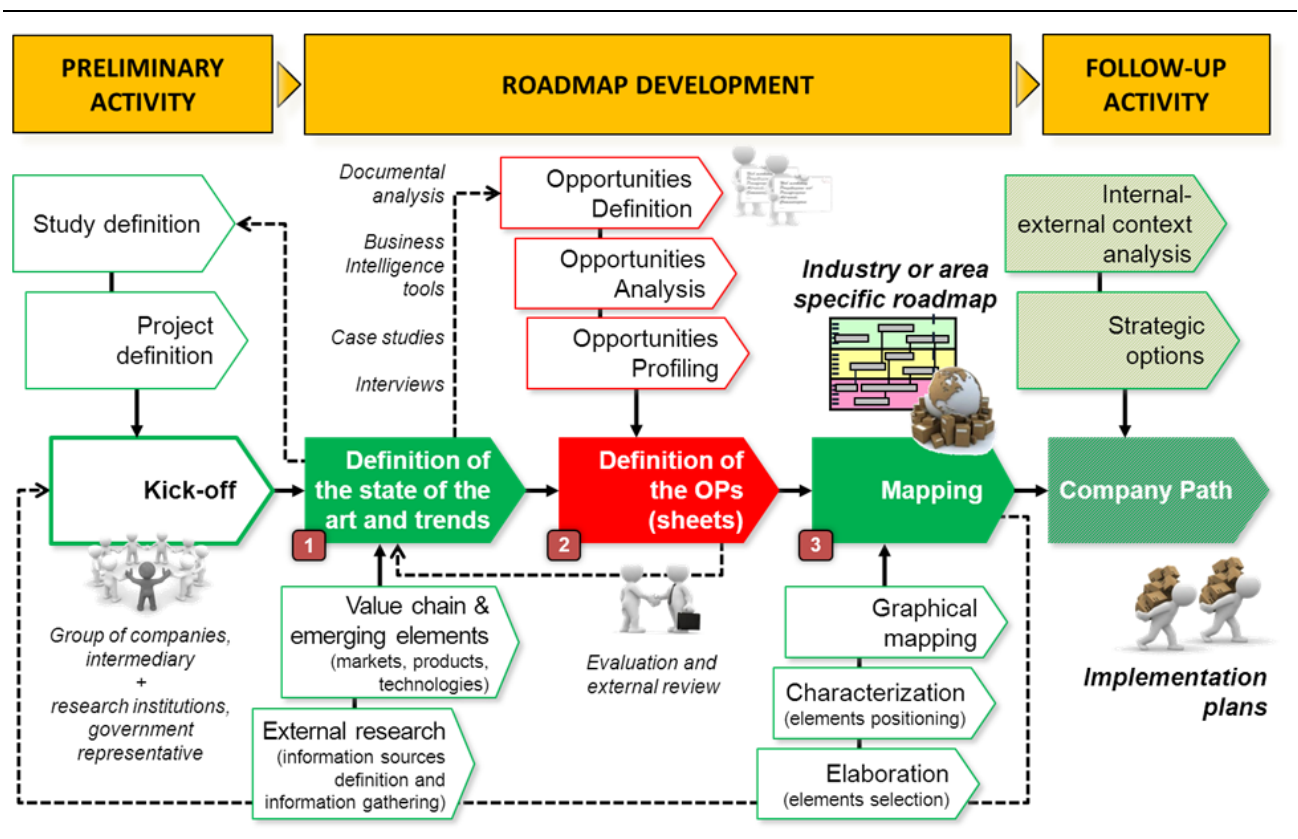 PRELIMINARY
ACTIVITY
ROADMAP DEVELOPMENT
FOLLOW-UP
ACTIVITY
Study definition
Project
definition
Documental
analysis
Business
Intelligence
tools
Case studies
Interviews
Opportunities
Definition
Opportunities
Analysis
Opportunities
Profiling
Industry or area
specific roadmap
Internal-
external context
analysis
Strategic
options
Kick-off
Definition of
the state of the
art and trends
1
Definition of
the OPs
(sheets)
2
Mapping
3
Company Path
Group of companies,
intermediary
+
research institutions,
government
representative
Value chain &
emerging elements
(markets, products,
technologies)
External research
(information sources
definition and
information gathering)
Evaluation and
external review
Graphical
mapping
Characterization
(elements positioning)
Elaboration
(elements selection)
Implementation
plans